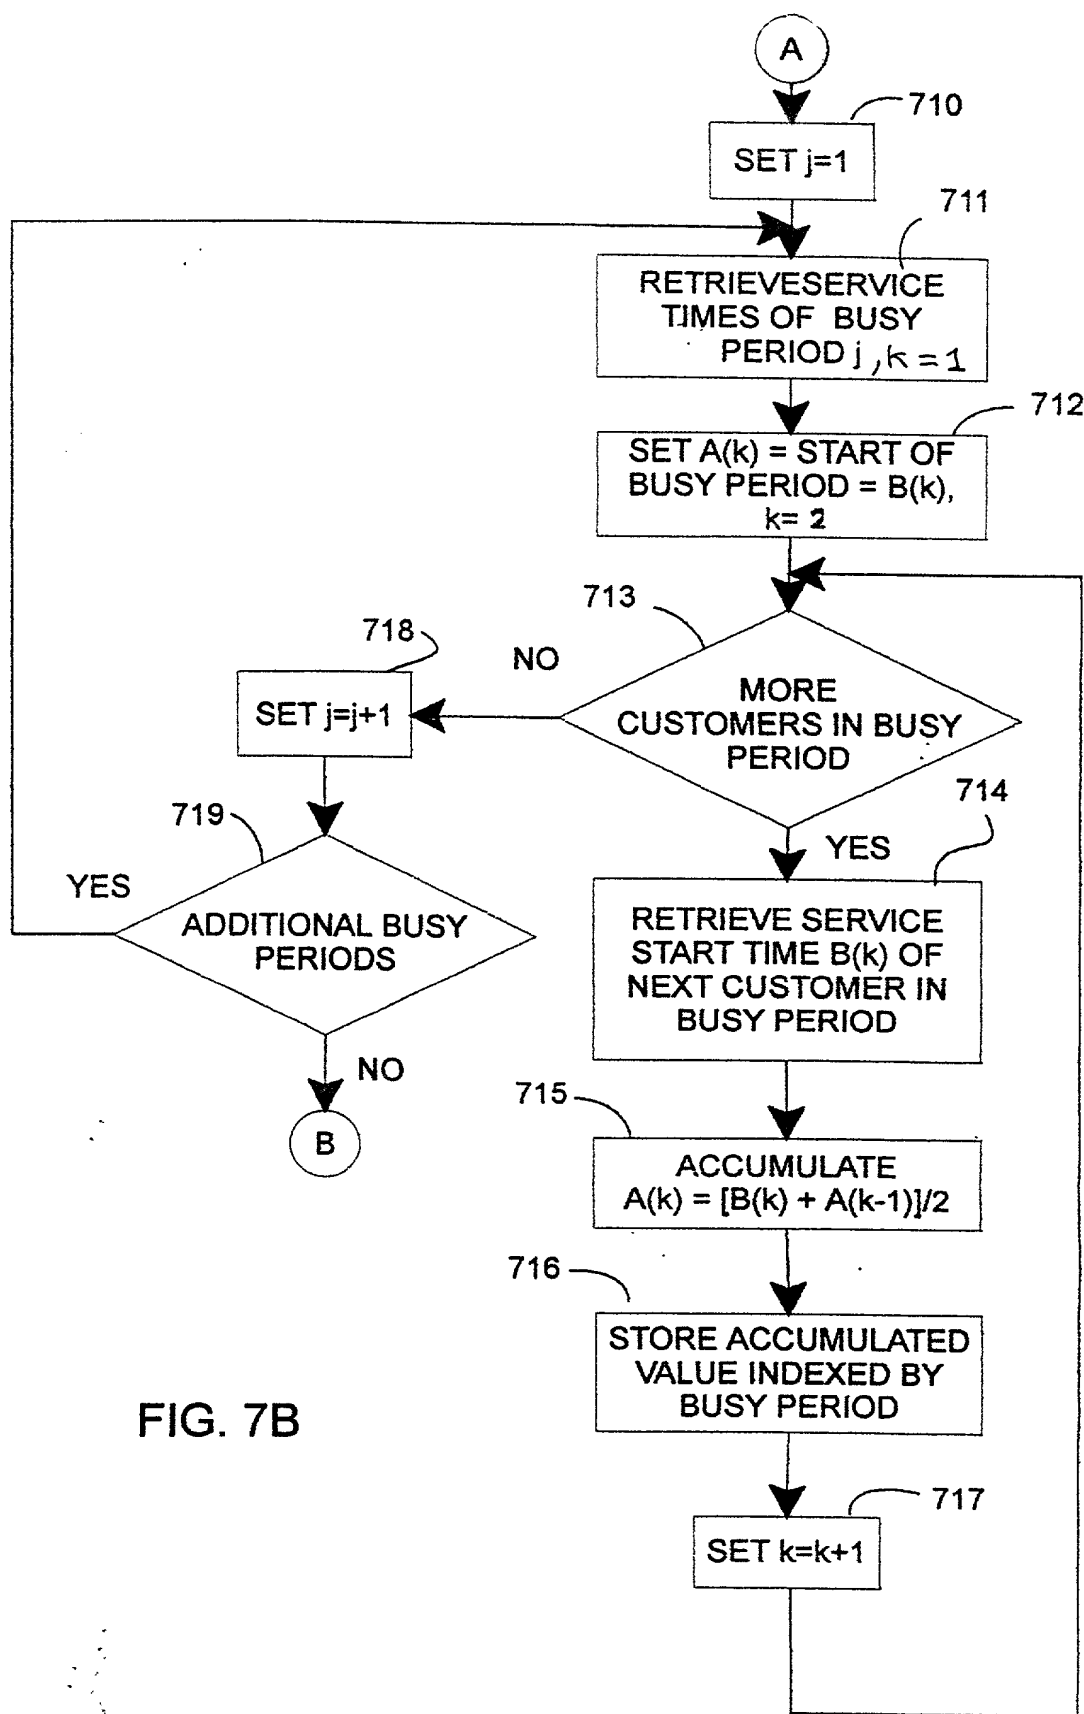 A
710
SET j=1
711
RETRIEVESERVICE
TIMES OF BUSY
PERIOD j, k = 1
712
SET A(k) = START OF
BUSY PERIOD = B(k),
k= 2
713
718
NO
MORE
CUSTOMERS IN BUSY
PERIOD
SET j=j+1
714
719
YES
YES
ADDITIONAL BUSY
PERIODS
RETRIEVE SERVICE
START TIME B(k) OF
NEXT CUSTOMER IN
BUSY PERIOD
NO
715
B
ACCUMULATE
A(k) = [B(k) + A(k-1)]/2
716
STORE ACCUMULATED
VALUE INDEXED BY
BUSY PERIOD
FIG. 7B
717
SET k=k+1